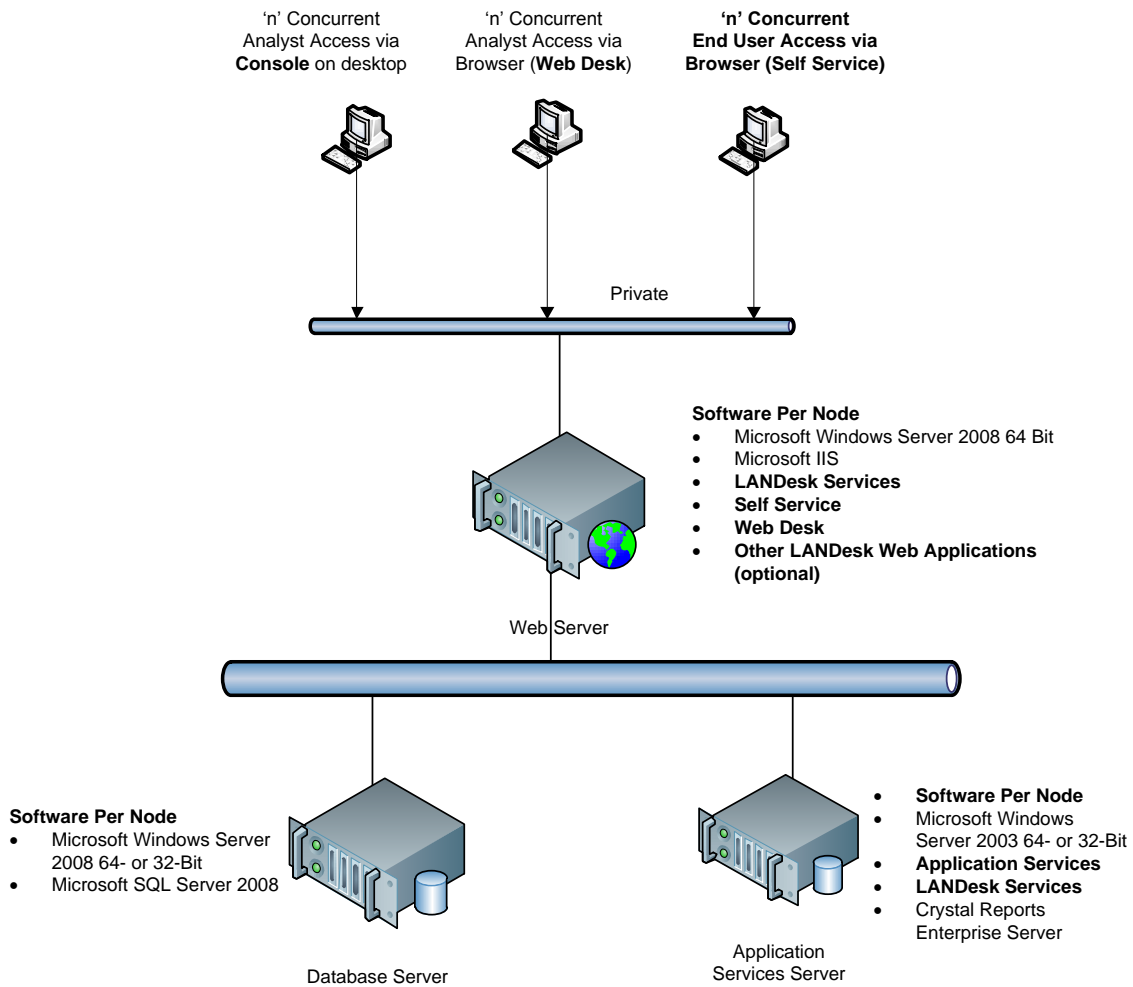 ‘n’ Concurrent
Analyst Access via
Console on desktop
‘n’ Concurrent
Analyst Access via
Browser (Web Desk)
‘n’ Concurrent
End User Access via
Browser (Self Service)
Private
Software Per Node
• Microsoft Windows Server 2008 64 Bit
• Microsoft IIS
• LANDesk Services
• Self Service
• Web Desk
• Other LANDesk Web Applications
(optional)
Web Server
Software Per Node
• Microsoft Windows Server
2008 64- or 32-Bit
• Microsoft SQL Server 2008
Database Server
• Software Per Node
• Microsoft Windows
Server 2003 64- or 32-Bit
• Application Services
• LANDesk Services
• Crystal Reports
Enterprise Server
Application
Services Server